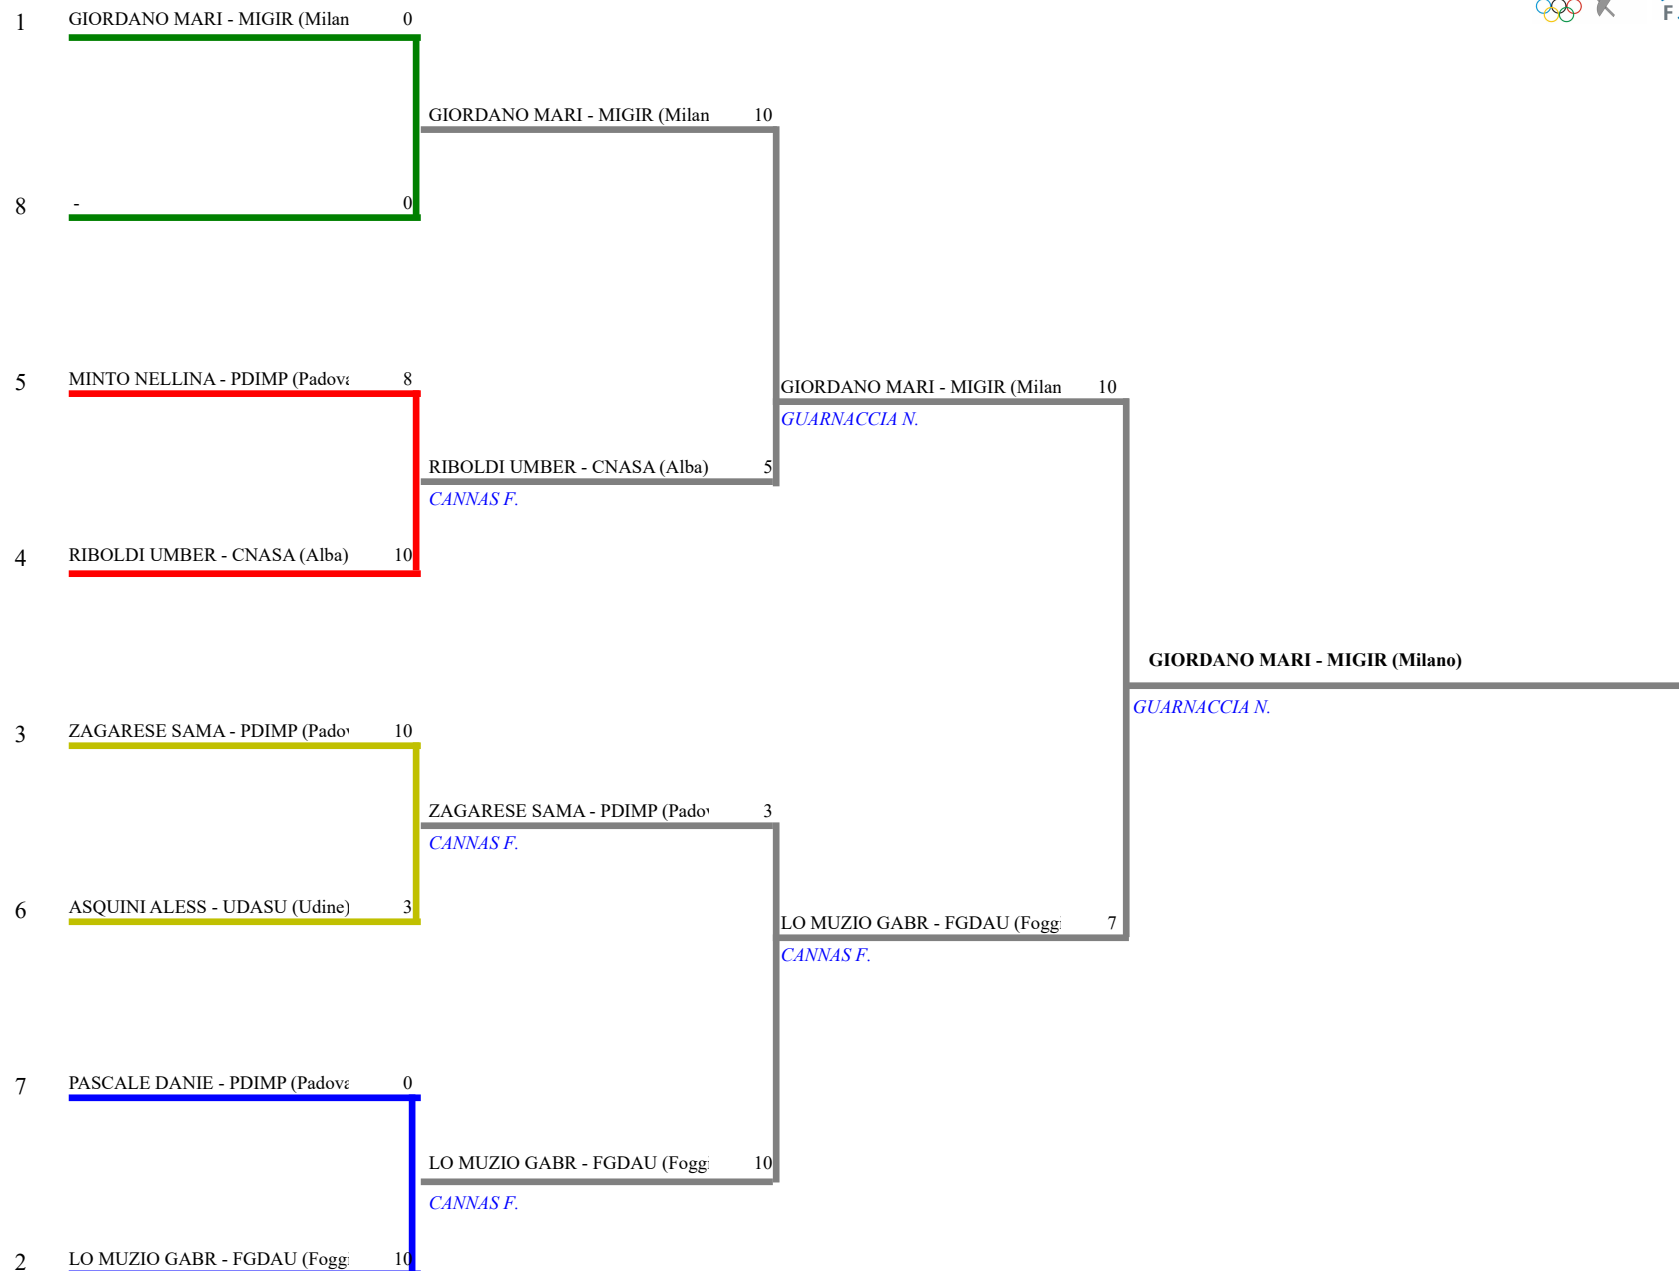 1 GIORDANO MARI - MIGIR (Milan 0
GIORDANO MARI - MIGIR (Milan 10
8 - 0
5 MINTO NELLINA - PDIMP (Padova 8
GIORDANO MARI - MIGIR (Milan 10
GUARNACCIA N.
RIBOLDI UMBER - CNASA (Alba) 5
CANNAS F.
4 RIBOLDI UMBER - CNASA (Alba) 10
GIORDANO MARI - MIGIR (Milano)
GUARNACCIA N.
3 ZAGARESE SAMA - PDIMP (Pado 10
ZAGARESE SAMA - PDIMP (Pado 3
CANNAS F.
6 ASQUINI ALESS - UDASU (Udine) 3
LO MUZIO GABR - FGDAU (Fogg 7
CANNAS F.
7 PASCALE DANIE - PDIMP (Padova 0
LO MUZIO GABR - FGDAU (Fogg 10
CANNAS F.
2 LO MUZIO GABR - FGDAU (Fogg 10